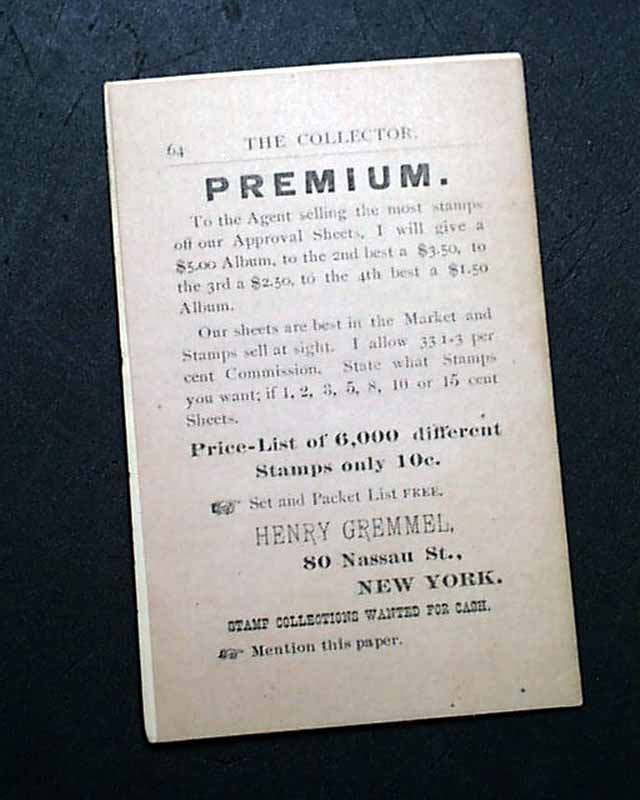 64 THE COLLECTOR.
PREMIUM.
To the Agent selling the most stamps
off our Approval Sheets, I will give a
$5.00 Album, to the 2nd best a $3.50, to
the 3rd a $2.50, to the 4th best a $1.50
Album.
Our sheets are best in the Market and
Stamps sell at sight. I allow 33 1-3 per
cent Commission. State what Stamps
you want; if 1, 2, 3, 5, 8, 10 or 15 cent
Sheets.
Price-List of 6,000 different
Stamps only 10c.
☞ Set and Packet List FREE.
HENRY GREMMEL,
80 Nassau St.,
NEW YORK.
STAMP COLLECTIONS WANTED FOR CASH.
☞ Mention this paper.